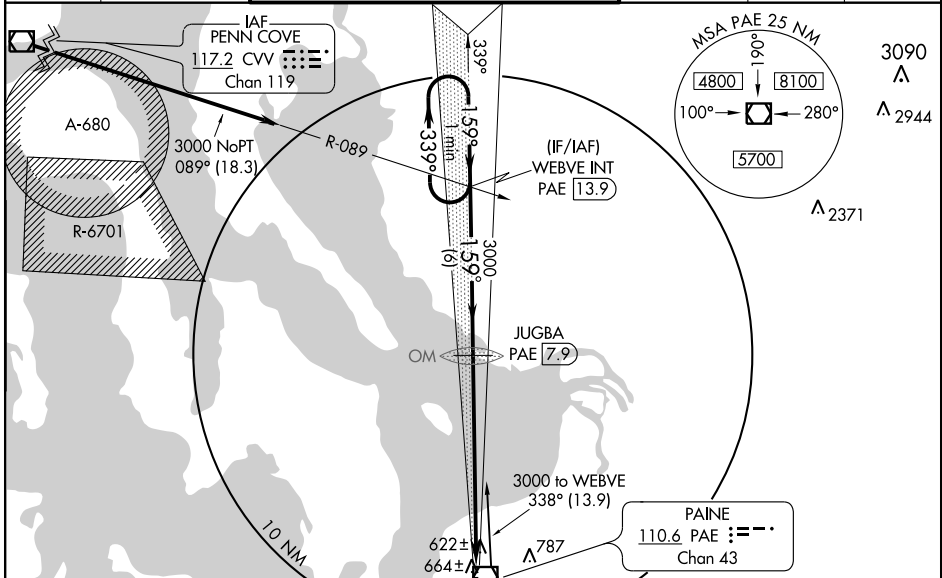 IAF
PENN COVE
117.2 CVV
Chan 119
A-680
3000 NoPT
089° (18.3)
R-089
R-6701
339°
159°
1 min
339°
(IF/IAF)
WEBVE INT
PAE 13.9
3000
159°
(6)
JUGBA
OM PAE 7.9
MSA PAE 25 NM
190°
4800 8100
100° 280°
5700
3090
2944
2371
3000 to WEBVE
338° (13.9)
10 NM
622±
664±
787
PAINE
110.6 PAE
Chan 43